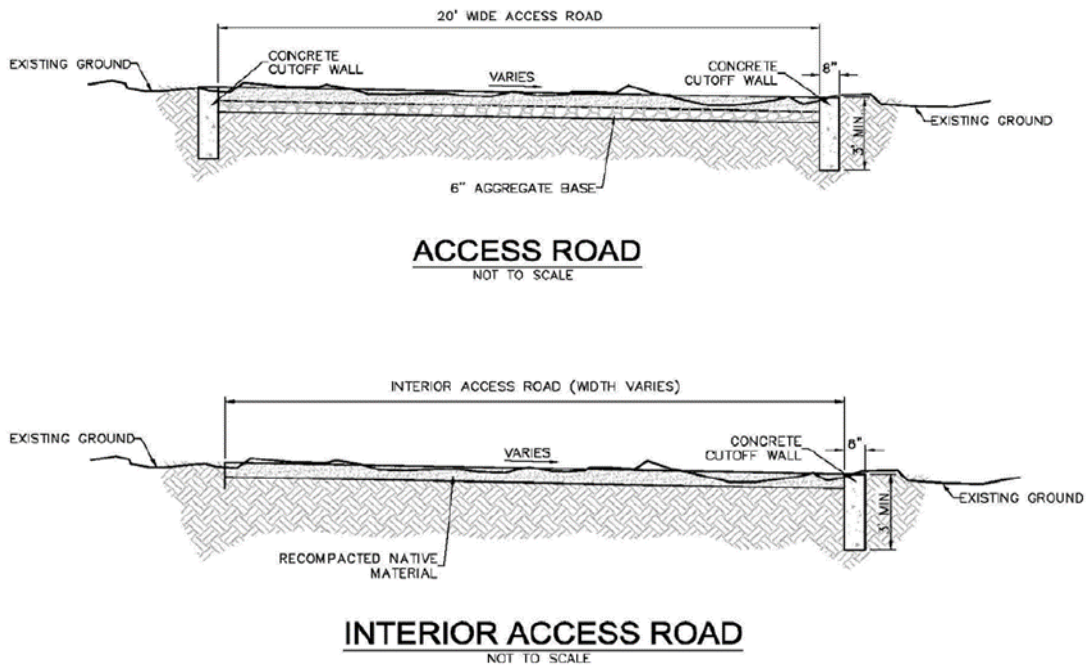 20' WIDE ACCESS ROAD
EXISTING GROUND
CONCRETE
CUTOFF WALL
VARIES
CONCRETE
CUTOFF WALL
8"
EXISTING GROUND
3' MIN.
6" AGGREGATE BASE
ACCESS ROAD
NOT TO SCALE
INTERIOR ACCESS ROAD (WIDTH VARIES)
EXISTING GROUND
VARIES
CONCRETE
CUTOFF WALL
8"
EXISTING GROUND
3' MIN.
RECOMPACTED NATIVE
MATERIAL
INTERIOR ACCESS ROAD
NOT TO SCALE